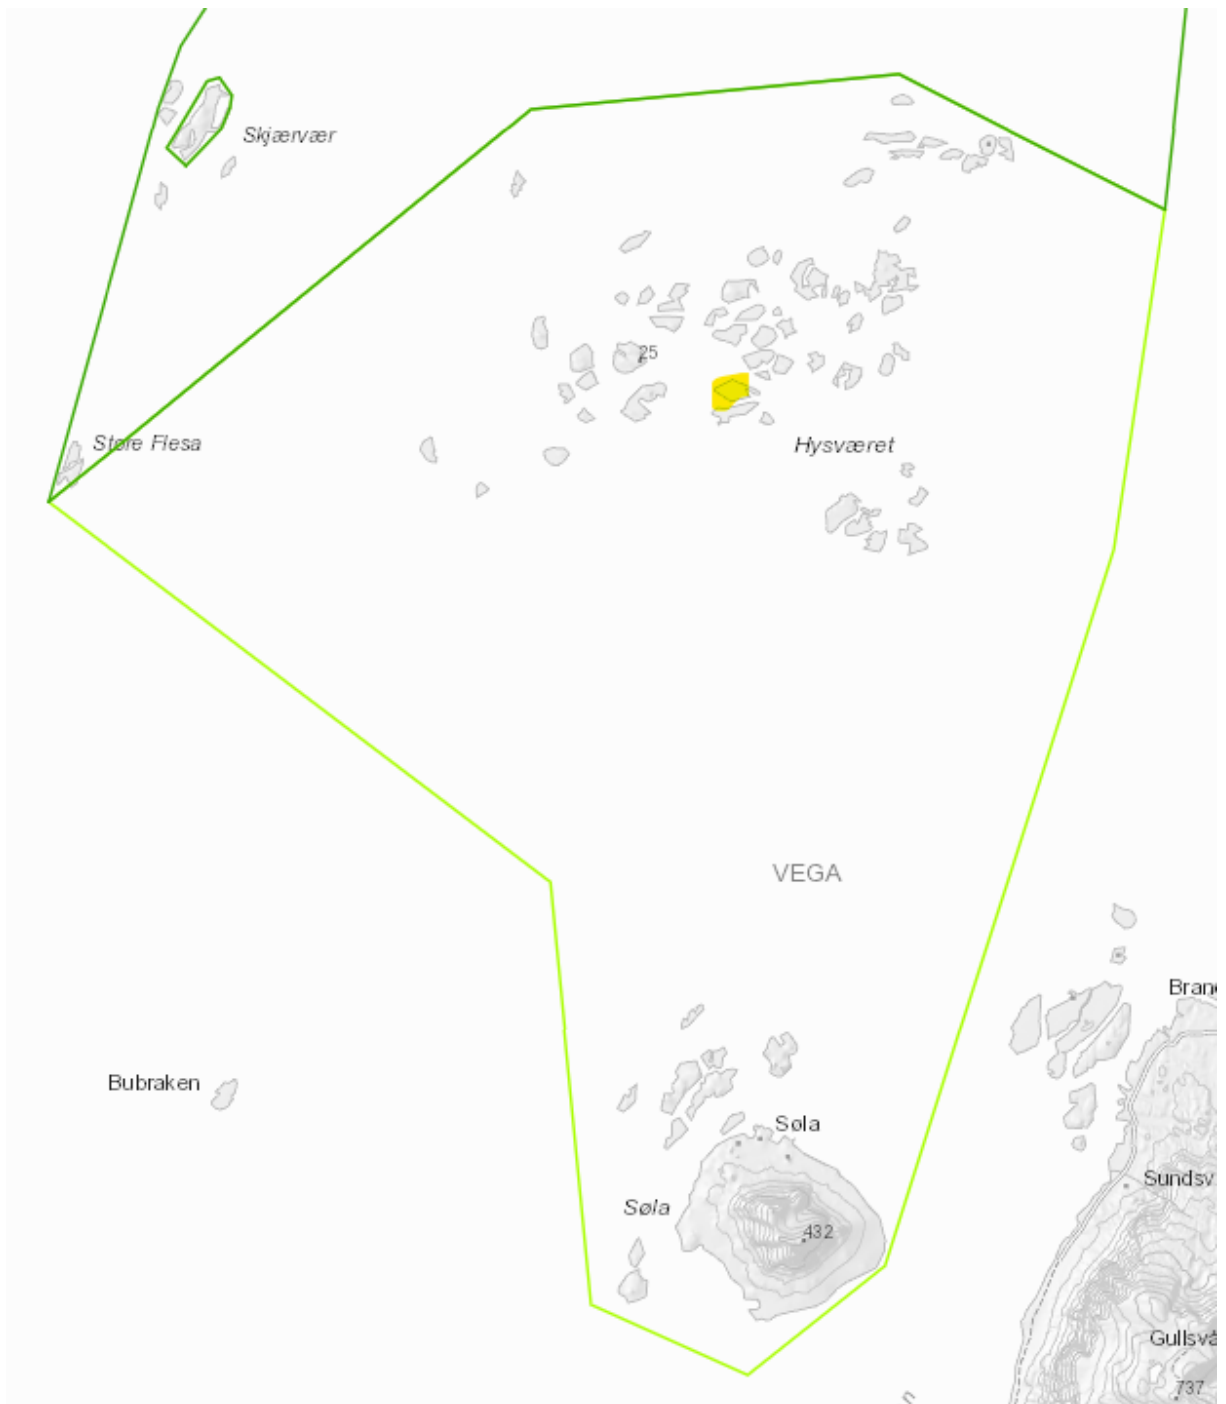 Skjærvær
25
Store Flesa
Hysværet
VEGA
Bran
Bubraken
Søla
Sundsv
Søla
432
Gullsvå
737